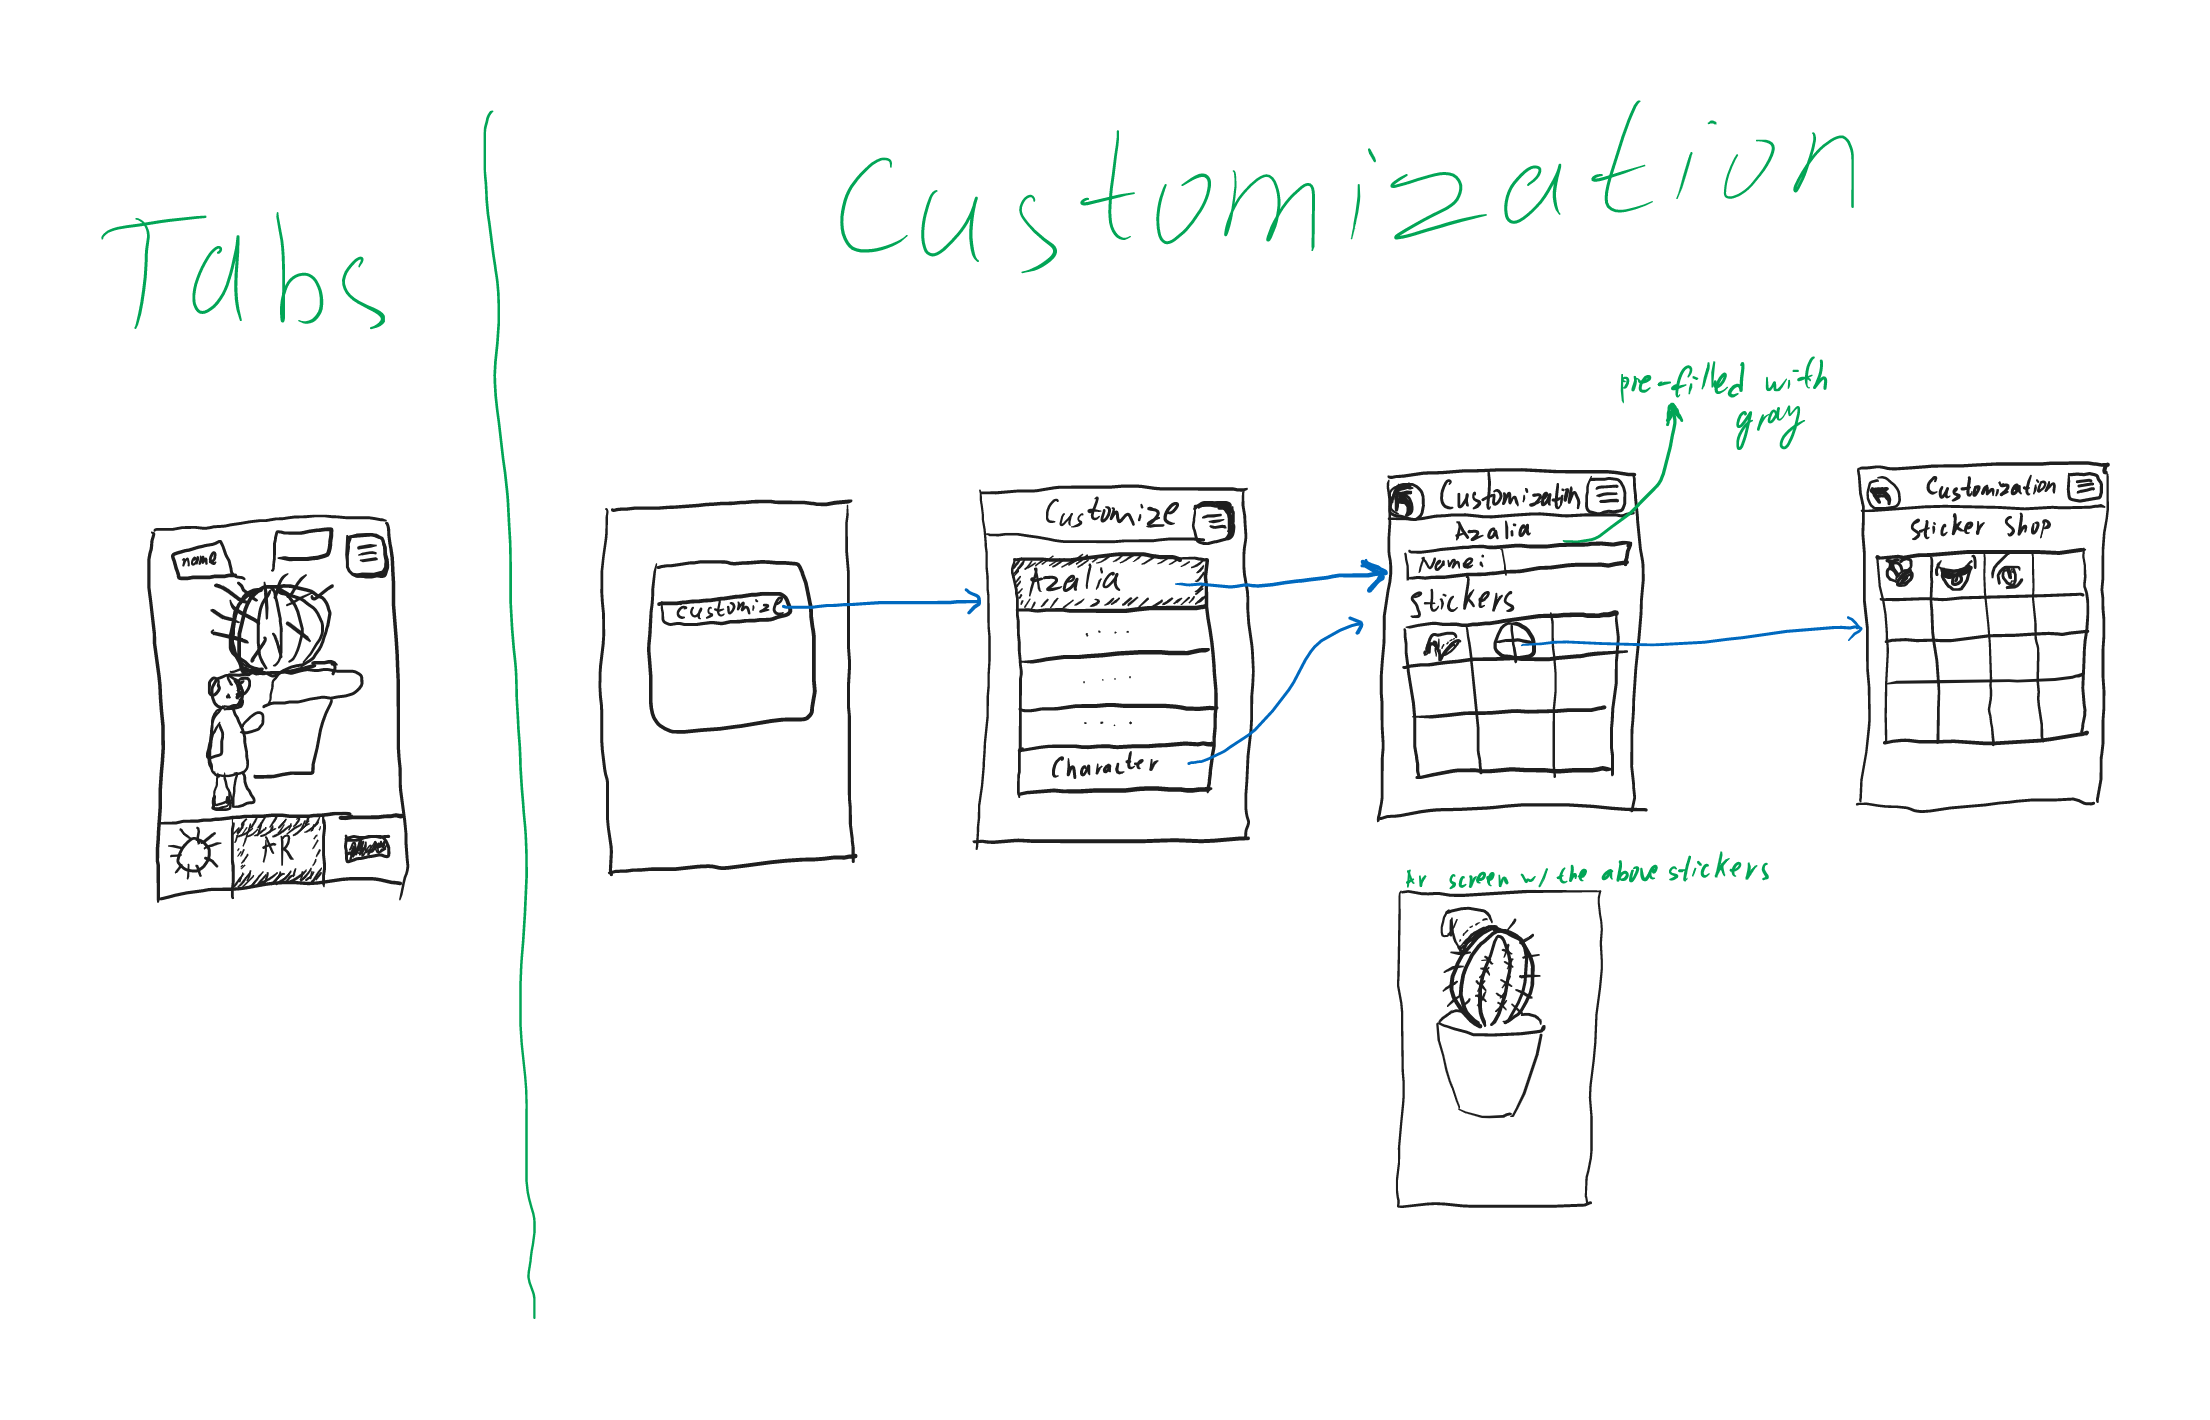 Tabs
Customization
name
AR
customize
Customize
Azalia
....
....
....
Character
pre-filled with
gray
Customization
Azalia
Name:
Stickers
Ar screen w/ the above stickers
Customization
Sticker Shop